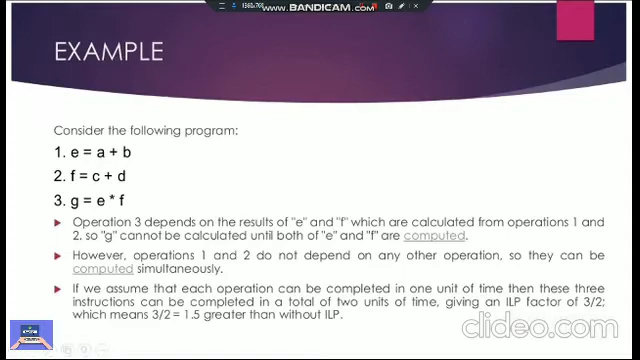 1360x768 www.BANDICAM.com
EXAMPLE
Consider the following program:
1. e = a + b
2. f = c + d
3. g = e * f
Operation 3 depends on the results of "e" and "f" which are calculated from operations 1 and
2, so "g" cannot be calculated until both of "e" and "f" are computed.
However, operations 1 and 2 do not depend on any other operation, so they can be
computed simultaneously.
If we assume that each operation can be completed in one unit of time then these three
instructions can be completed in a total of two units of time, giving an ILP factor of 3/2;
which means 3/2 = 1.5 greater than without ILP.
clideo.com